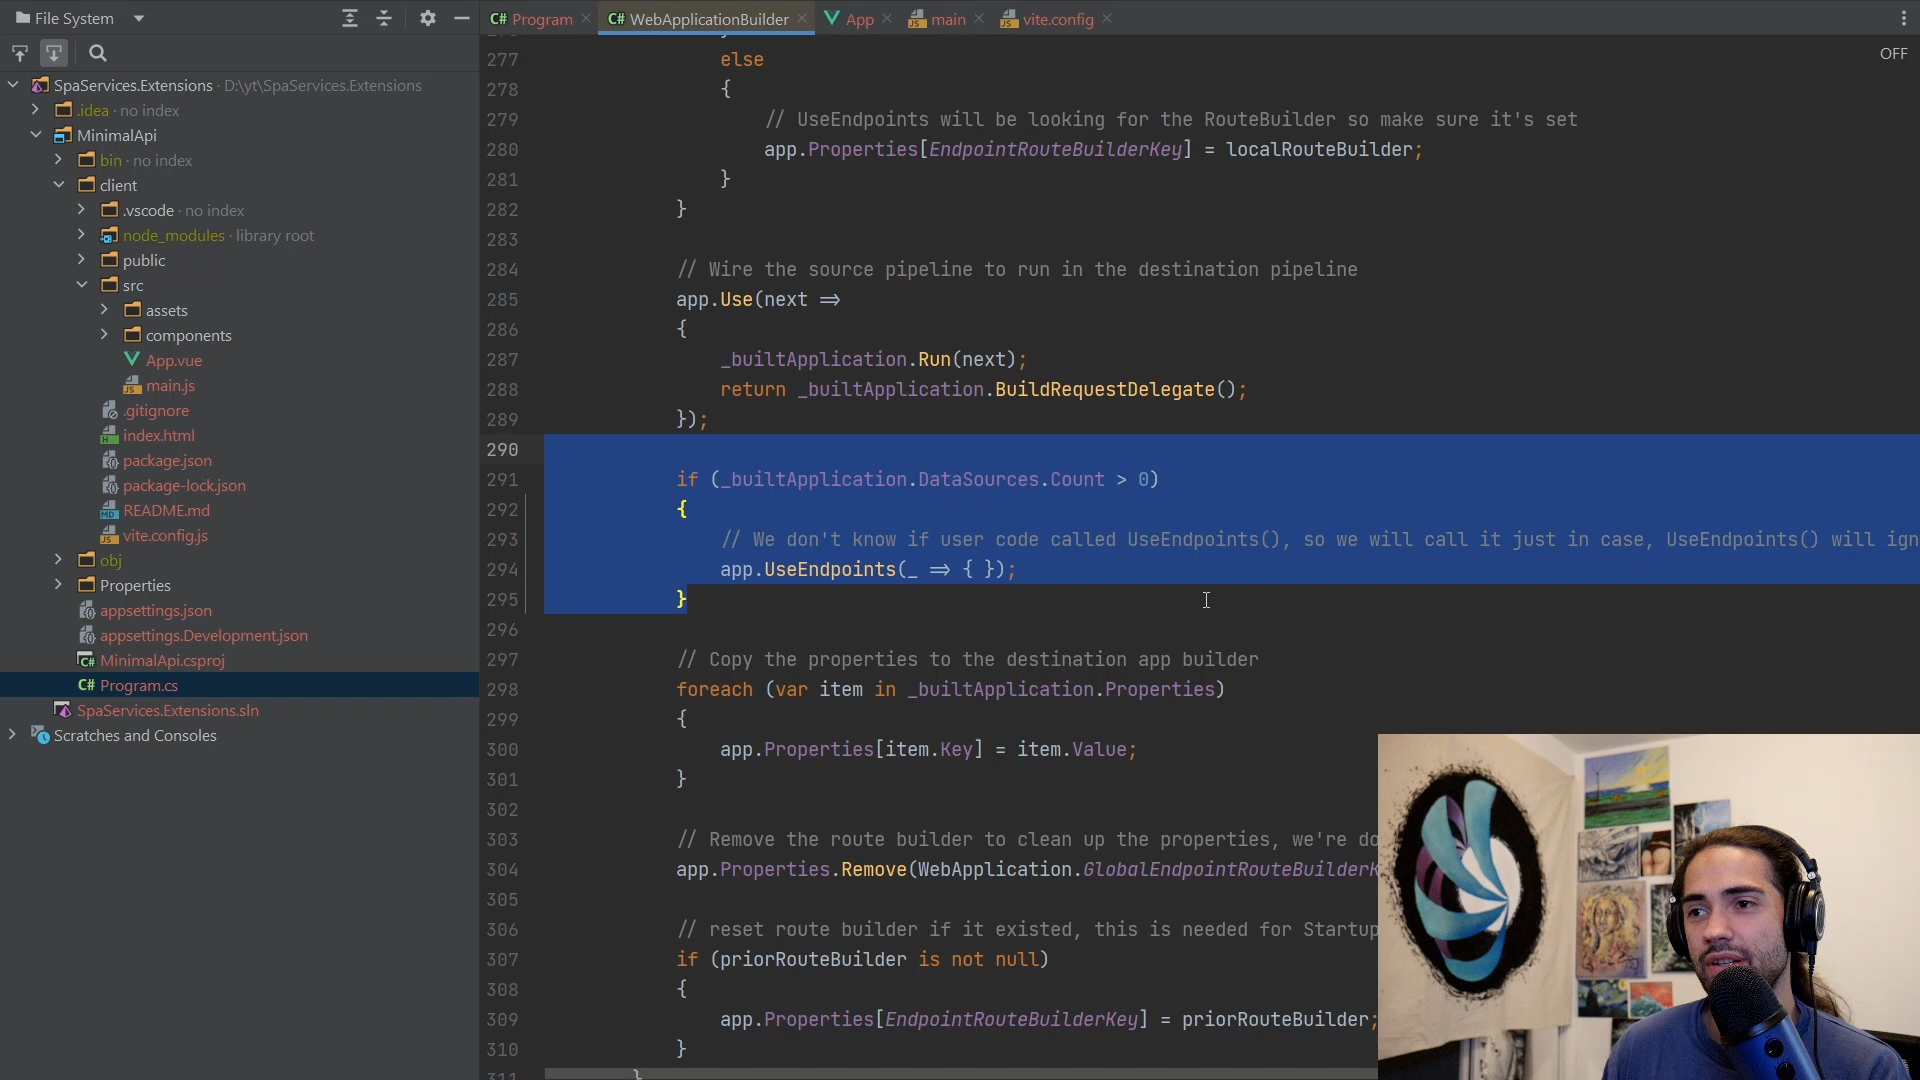 File System
Program
WebApplicationBuilder
App
main
vite.config
OFF
SpaServices.Extensions · D:\yt\SpaServices.Extensions
.idea · no index
MinimalApi
bin · no index
client
.vscode · no index
node_modules · library root
public
src
assets
components
App.vue
main.js
.gitignore
index.html
package.json
package-lock.json
README.md
vite.config.js
obj
Properties
appsettings.json
appsettings.Development.json
MinimalApi.csproj
C# Program.cs
SpaServices.Extensions.sln
Scratches and Consoles
277 else
278 {
279 // UseEndpoints will be looking for the RouteBuilder so make sure it's set
280 app.Properties[EndpointRouteBuilderKey] = localRouteBuilder;
281 }
282 }
283
284 // Wire the source pipeline to run in the destination pipeline
285 app.Use(next =>
286 {
287 _builtApplication.Run(next);
288 return _builtApplication.BuildRequestDelegate();
289 });
290
291 if (_builtApplication.DataSources.Count > 0)
292 {
293 // We don't know if user code called UseEndpoints(), so we will call it just in case, UseEndpoints() will ign
294 app.UseEndpoints(_ => { });
295 }
296
297 // Copy the properties to the destination app builder
298 foreach (var item in _builtApplication.Properties)
299 {
300 app.Properties[item.Key] = item.Value;
301 }
302
303 // Remove the route builder to clean up the properties, we're do
304 app.Properties.Remove(WebApplication.GlobalEndpointRouteBuilderK
305
306 // reset route builder if it existed, this is needed for Startup
307 if (priorRouteBuilder is not null)
308 {
309 app.Properties[EndpointRouteBuilderKey] = priorRouteBuilder;
310 }
311 }